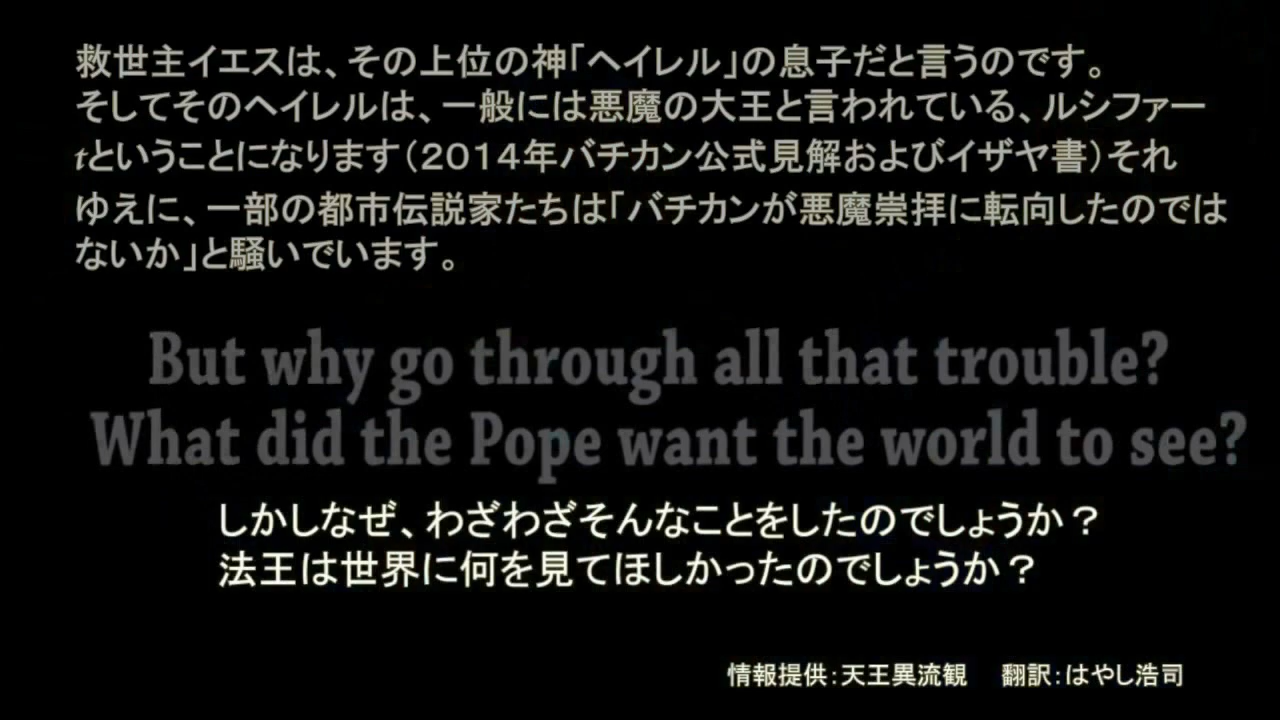 救世主イエスは、その上位の神「ヘイレル」の息子だと言うのです。
そしてそのヘイレルは、一般には悪魔の大王と言われている、ルシファー
tということになります（２０１４年バチカン公式見解およびイザヤ書）それ
ゆえに、一部の都市伝説家たちは「バチカンが悪魔崇拝に転向したのでは
ないか」と騒いでいます。
But why go through all that trouble?
What did the Pope want the world to see?
しかしなぜ、わざわざそんなことをしたのでしょうか？
法王は世界に何を見てほしかったのでしょうか？
情報提供：天王異流観　翻訳：はやし浩司